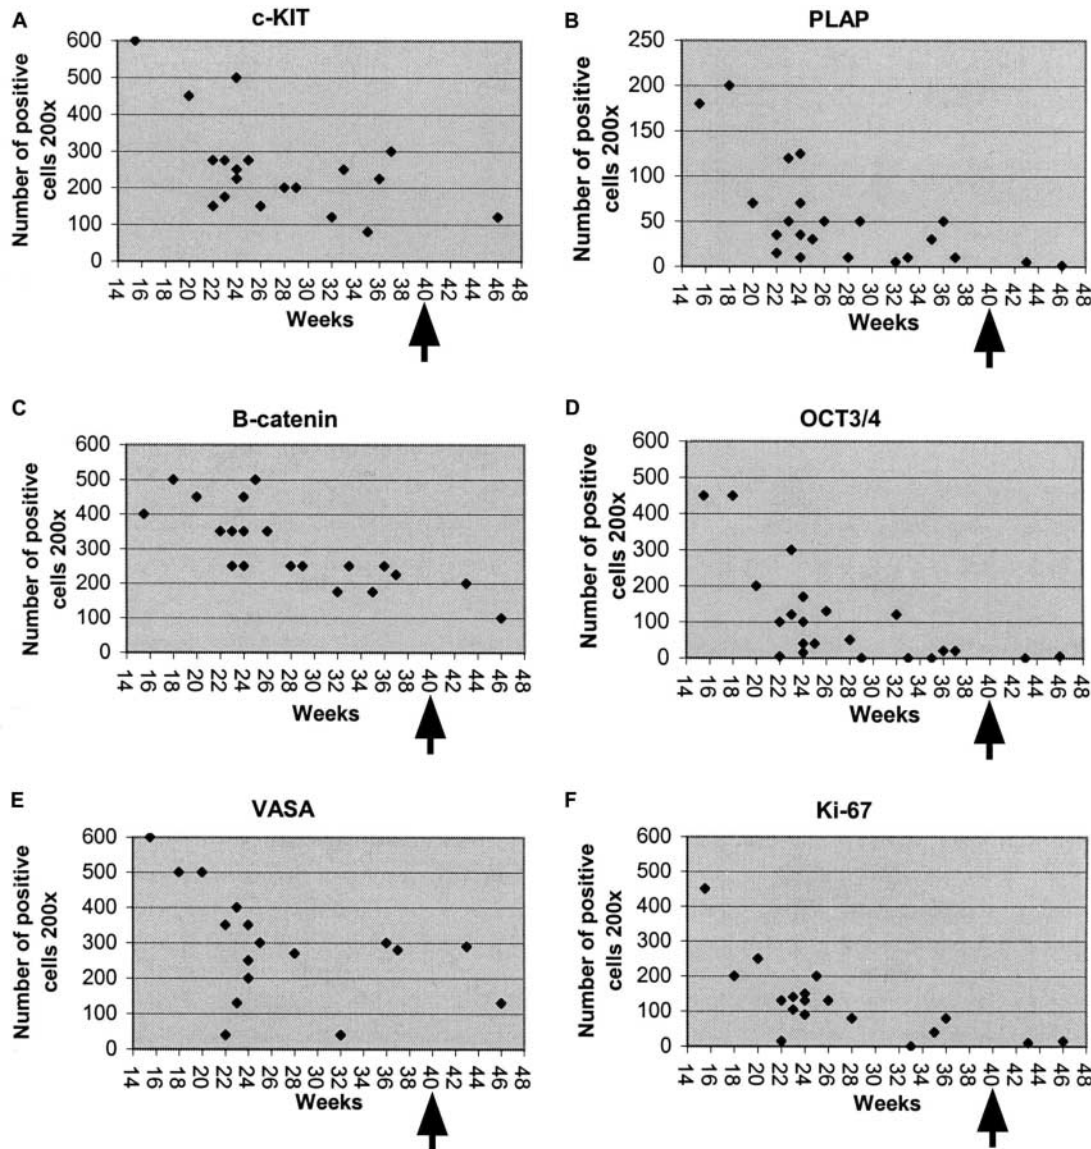 A
c-KIT
Number of positive
cells 200x
600
500
400
300
200
100
0
14 16 18 20 22 24 26 28 30 32 34 36 38 40 42 44 46 48
Weeks
B
PLAP
Number of positive
cells 200x
250
200
150
100
50
0
14 16 18 20 22 24 26 28 30 32 34 36 38 40 42 44 46 48
Weeks
C
B-catenin
Number of positive
cells 200x
600
500
400
300
200
100
0
14 16 18 20 22 24 26 28 30 32 34 36 38 40 42 44 46 48
Weeks
D
OCT3/4
Number of positive
cells 200x
600
500
400
300
200
100
0
14 16 18 20 22 24 26 28 30 32 34 36 38 40 42 44 46 48
Weeks
E
VASA
Number of positive
cells 200x
600
500
400
300
200
100
0
14 16 18 20 22 24 26 28 30 32 34 36 38 40 42 44 46 48
Weeks
F
Ki-67
Number of positive
cells 200x
600
500
400
300
200
100
0
14 16 18 20 22 24 26 28 30 32 34 36 38 40 42 44 46 48
Weeks